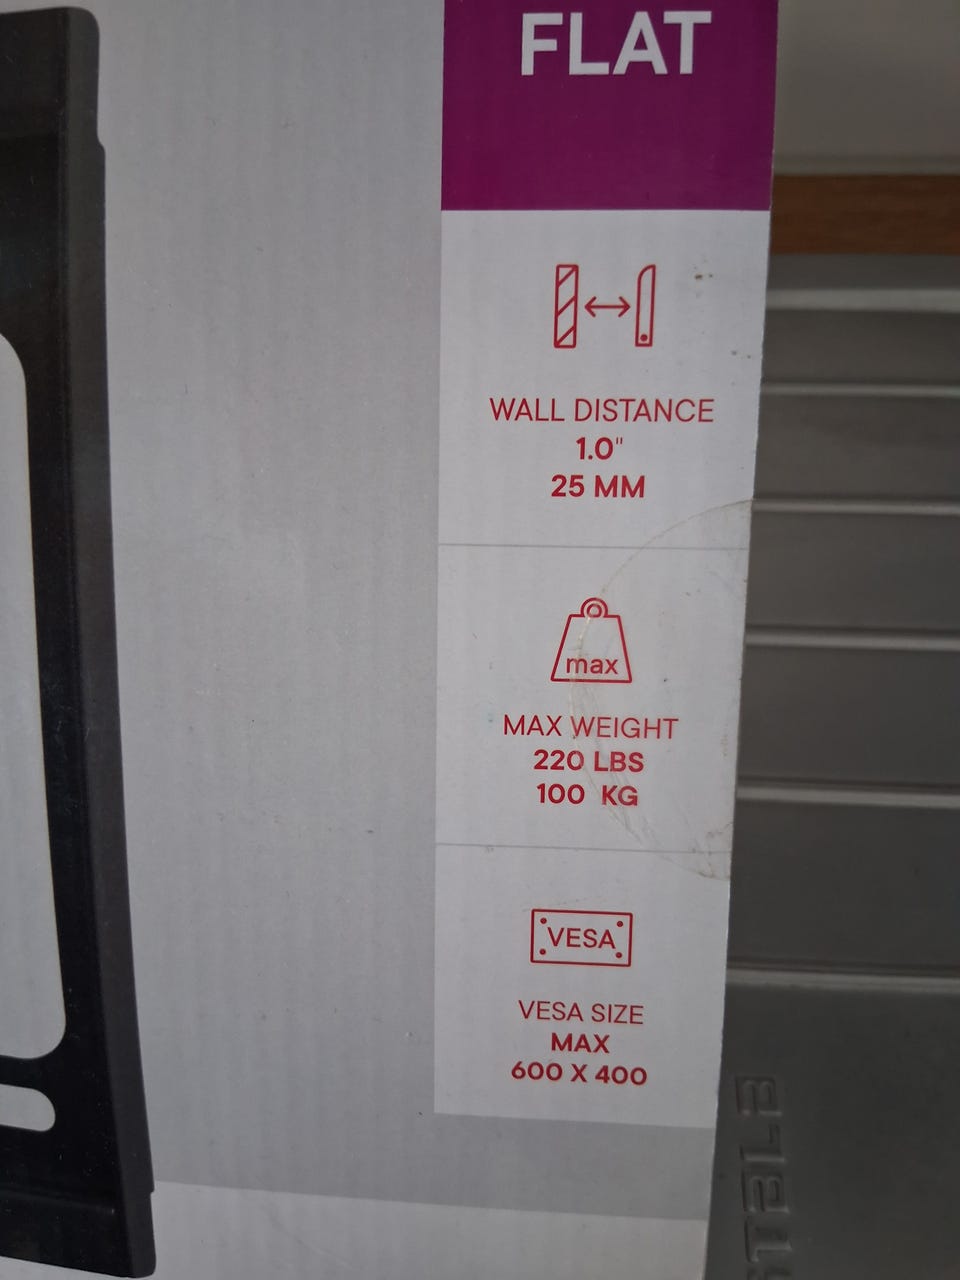 FLAT
WALL DISTANCE
1.0"
25 MM
max
MAX WEIGHT
220 LBS
100 KG
VESA
VESA SIZE
MAX
600 X 400